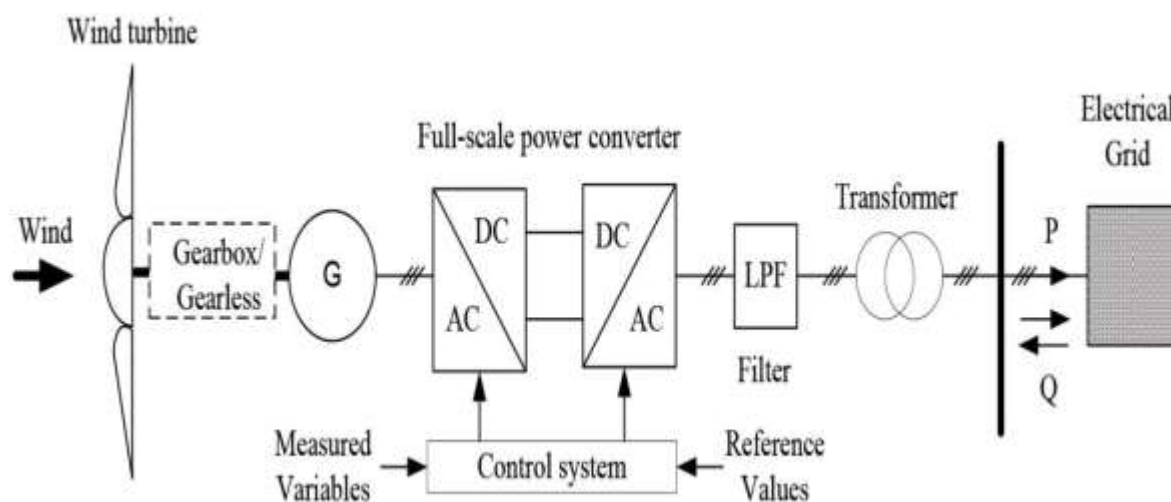 Wind turbine
Electrical
Grid
Full-scale power converter
Transformer
Wind
Gearbox/
Gearless
G
DC
AC
DC
AC
LPF
P
Filter
Q
Measured
Variables
Control system
Reference
Values